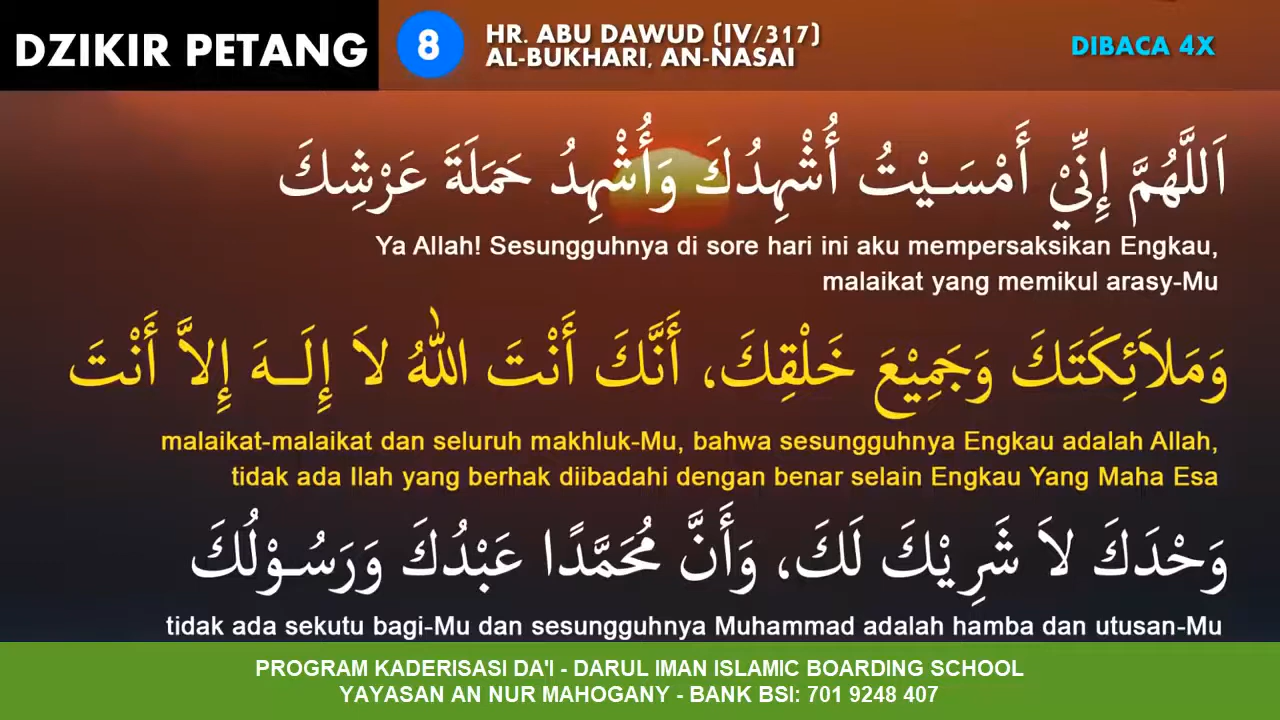 DZIKIR PETANG
8
HR. ABU DAWUD (IV/317)
AL-BUKHARI, AN-NASAI
DIBACA 4X
اَللَّهُمَّ إِنِّيْ أَمْسَـيْتُ أُشْهِدُكَ وَأُشْهِدُ حَمَلَةَ عَرْشِكَ
Ya Allah! Sesungguhnya di sore hari ini aku mempersaksikan Engkau,
malaikat yang memikul arasy-Mu
وَمَلاَئِكَتَكَ وَجَمِيْعَ خَلْقِكَ، أَنَّكَ أَنْتَ اللهُ لاَ إِلَـهَ إِلاَّ أَنْتَ
malaikat-malaikat dan seluruh makhluk-Mu, bahwa sesungguhnya Engkau adalah Allah,
tidak ada Ilah yang berhak diibadahi dengan benar selain Engkau Yang Maha Esa
وَحْدَكَ لاَ شَرِيْكَ لَكَ، وَأَنَّ مُحَمَّدًا عَبْدُكَ وَرَسُـوْلُكَ
tidak ada sekutu bagi-Mu dan sesungguhnya Muhammad adalah hamba dan utusan-Mu
PROGRAM KADERISASI DA'I - DARUL IMAN ISLAMIC BOARDING SCHOOL
YAYASAN AN NUR MAHOGANY - BANK BSI: 701 9248 407